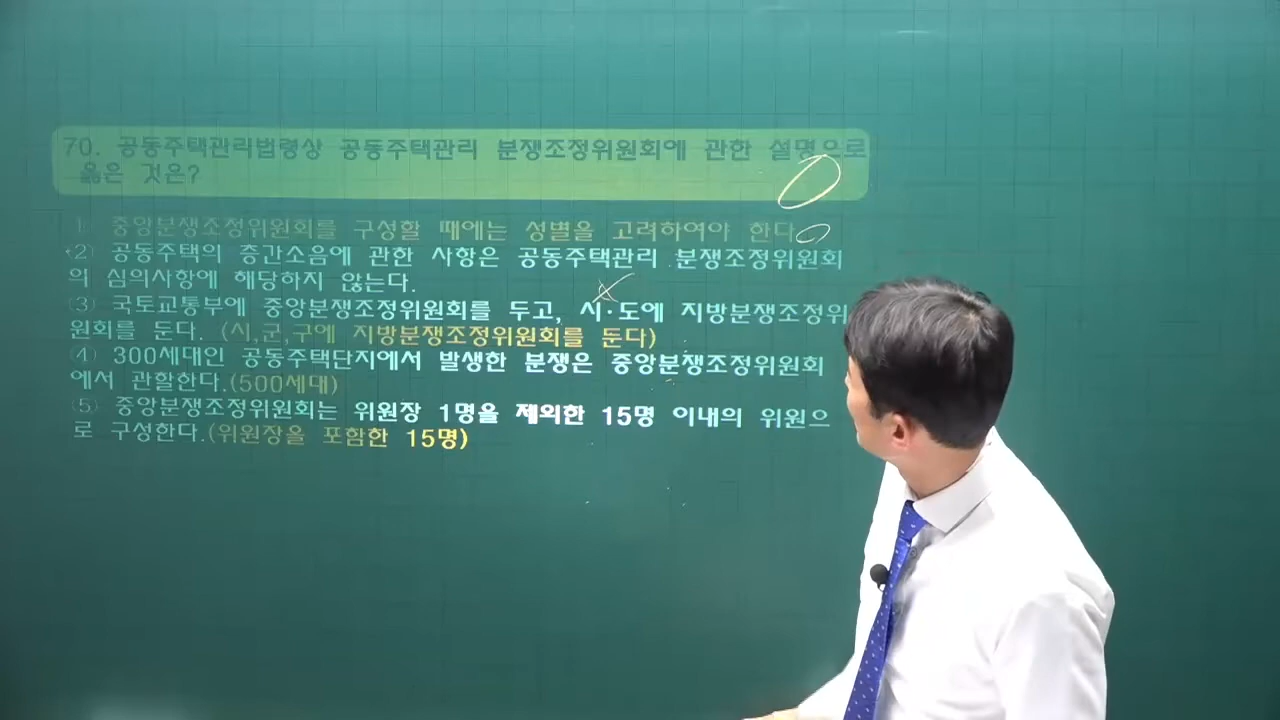 70. 공동주택관리법령상 공동주택관리 분쟁조정위원회에 관한 설명으로
옳은 것은?
① 중앙분쟁조정위원회를 구성할 때에는 성별을 고려하여야 한다.
② 공동주택의 층간소음에 관한 사항은 공동주택관리 분쟁조정위원회
의 심의사항에 해당하지 않는다.
③ 국토교통부에 중앙분쟁조정위원회를 두고, 시·도에 지방분쟁조정위
원회를 둔다. (시,군,구에 지방분쟁조정위원회를 둔다)
④ 300세대인 공동주택단지에서 발생한 분쟁은 중앙분쟁조정위원회
에서 관할한다.(500세대)
⑤ 중앙분쟁조정위원회는 위원장 1명을 제외한 15명 이내의 위원으
로 구성한다.(위원장을 포함한 15명)